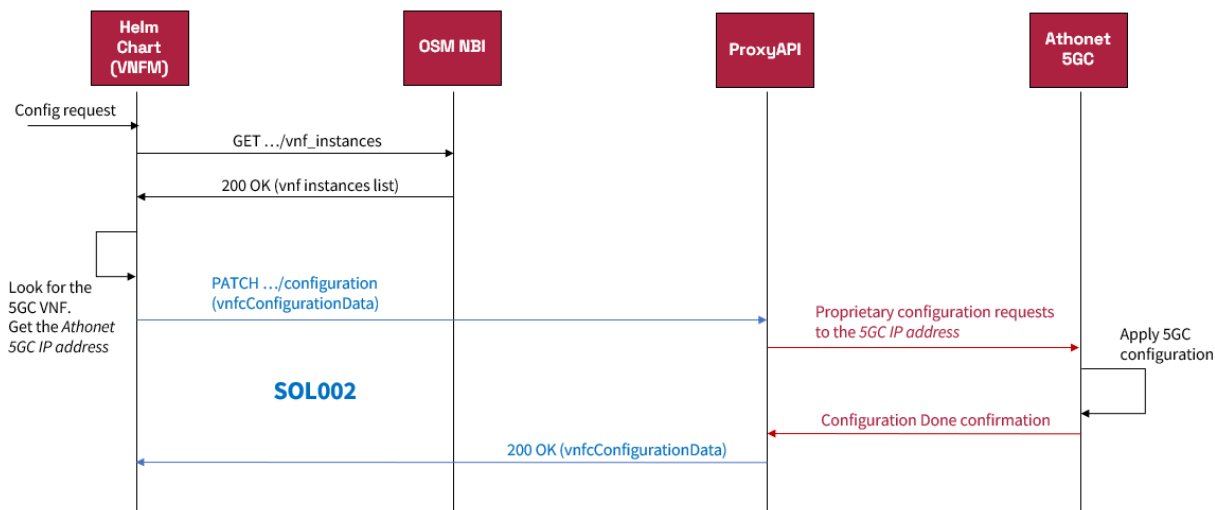 Helm
Chart
(VNFM)
OSM NBI
ProxyAPI
Athonet
5GC
Config request
GET .../vnf_instances
200 OK (vnf instances list)
Look for the
5GC VNF.
Get the Athonet
5GC IP address
PATCH .../configuration
(vnfcConfigurationData)
Proprietary configuration requests
to the 5GC IP address
Apply 5GC
configuration
SOL002
Configuration Done confirmation
200 OK (vnfcConfigurationData)